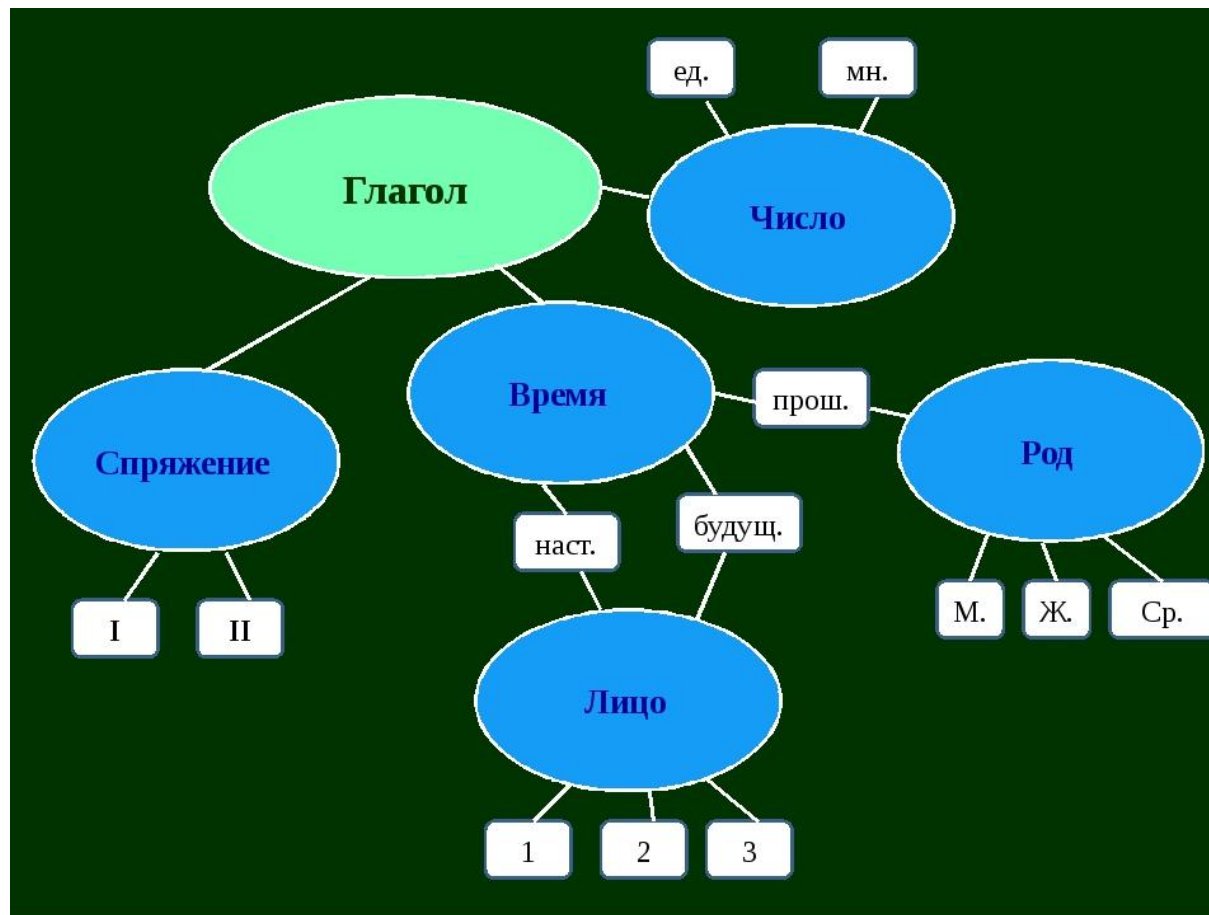 ед.
мн.
Глагол
Число
Время
прош.
Род
Спряжение
наст.
будущ.
I
II
М.
Ж.
Ср.
Лицо
1
2
3